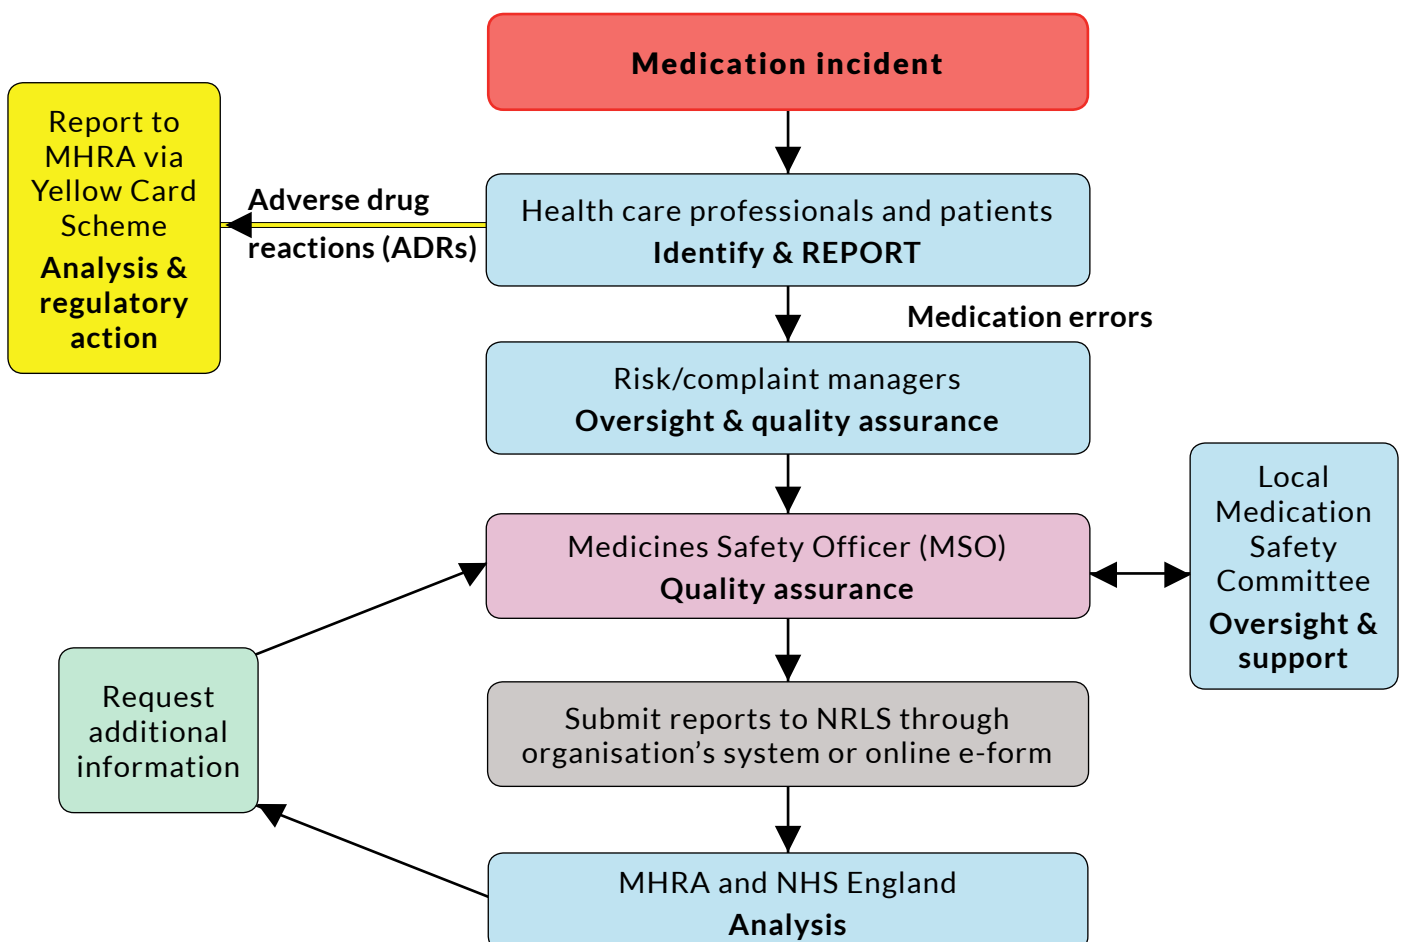 Medication incident
Report to
MHRA via
Yellow Card
Scheme
Analysis &
regulatory
action
Adverse drug
reactions (ADRs)
Health care professionals and patients
Identify & REPORT
Medication errors
Risk/complaint managers
Oversight & quality assurance
Medicines Safety Officer (MSO)
Quality assurance
Local
Medication
Safety
Committee
Oversight &
support
Request
additional
information
Submit reports to NRLS through
organisation’s system or online e-form
MHRA and NHS England
Analysis